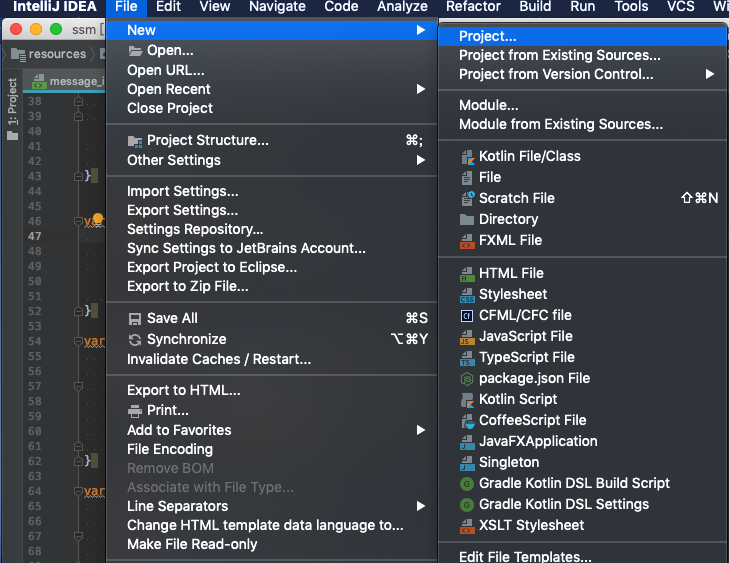 IntelliJ IDEA File Edit View Navigate Code Analyze Refactor Build Run Tools VCS
ssm
resources
message_i
1: Project
38
39
40
41
42
43 }
44
45
46 var
47
48
49
50
51
52 }
53
54 var
55
56
57
58
59
60
61
62 }
63
64 var
65
66
67
68
New
Open...
Open URL...
Open Recent
Close Project
Project Structure... ⌘;
Other Settings
Import Settings...
Export Settings...
Settings Repository...
Sync Settings to JetBrains Account...
Export Project to Eclipse...
Export to Zip File...
Save All ⌘S
Synchronize ⌥⌘Y
Invalidate Caches / Restart...
Export to HTML...
Print...
Add to Favorites
File Encoding
Remove BOM
Associate with File Type...
Line Separators
Change HTML template data language to...
Make File Read-only
Project...
Project from Existing Sources...
Project from Version Control...
Module...
Module from Existing Sources...
Kotlin File/Class
File
Scratch File ⇧⌘N
Directory
FXML File
HTML File
Stylesheet
CFML/CFC file
JavaScript File
TypeScript File
package.json File
Kotlin Script
CoffeeScript File
JavaFXApplication
Singleton
Gradle Kotlin DSL Build Script
Gradle Kotlin DSL Settings
XSLT Stylesheet
Edit File Templates...